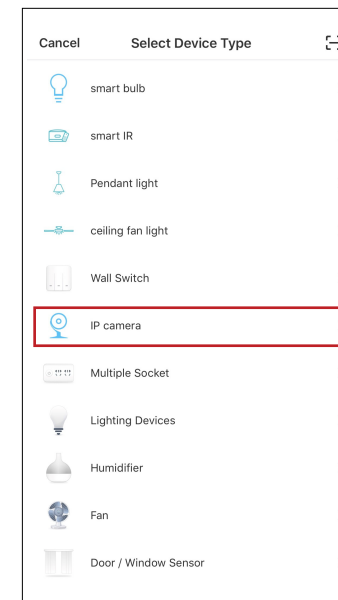 Cancel Select Device Type
smart bulb
smart IR
Pendant light
ceiling fan light
Wall Switch
IP camera
Multiple Socket
Lighting Devices
Humidifier
Fan
Door / Window Sensor